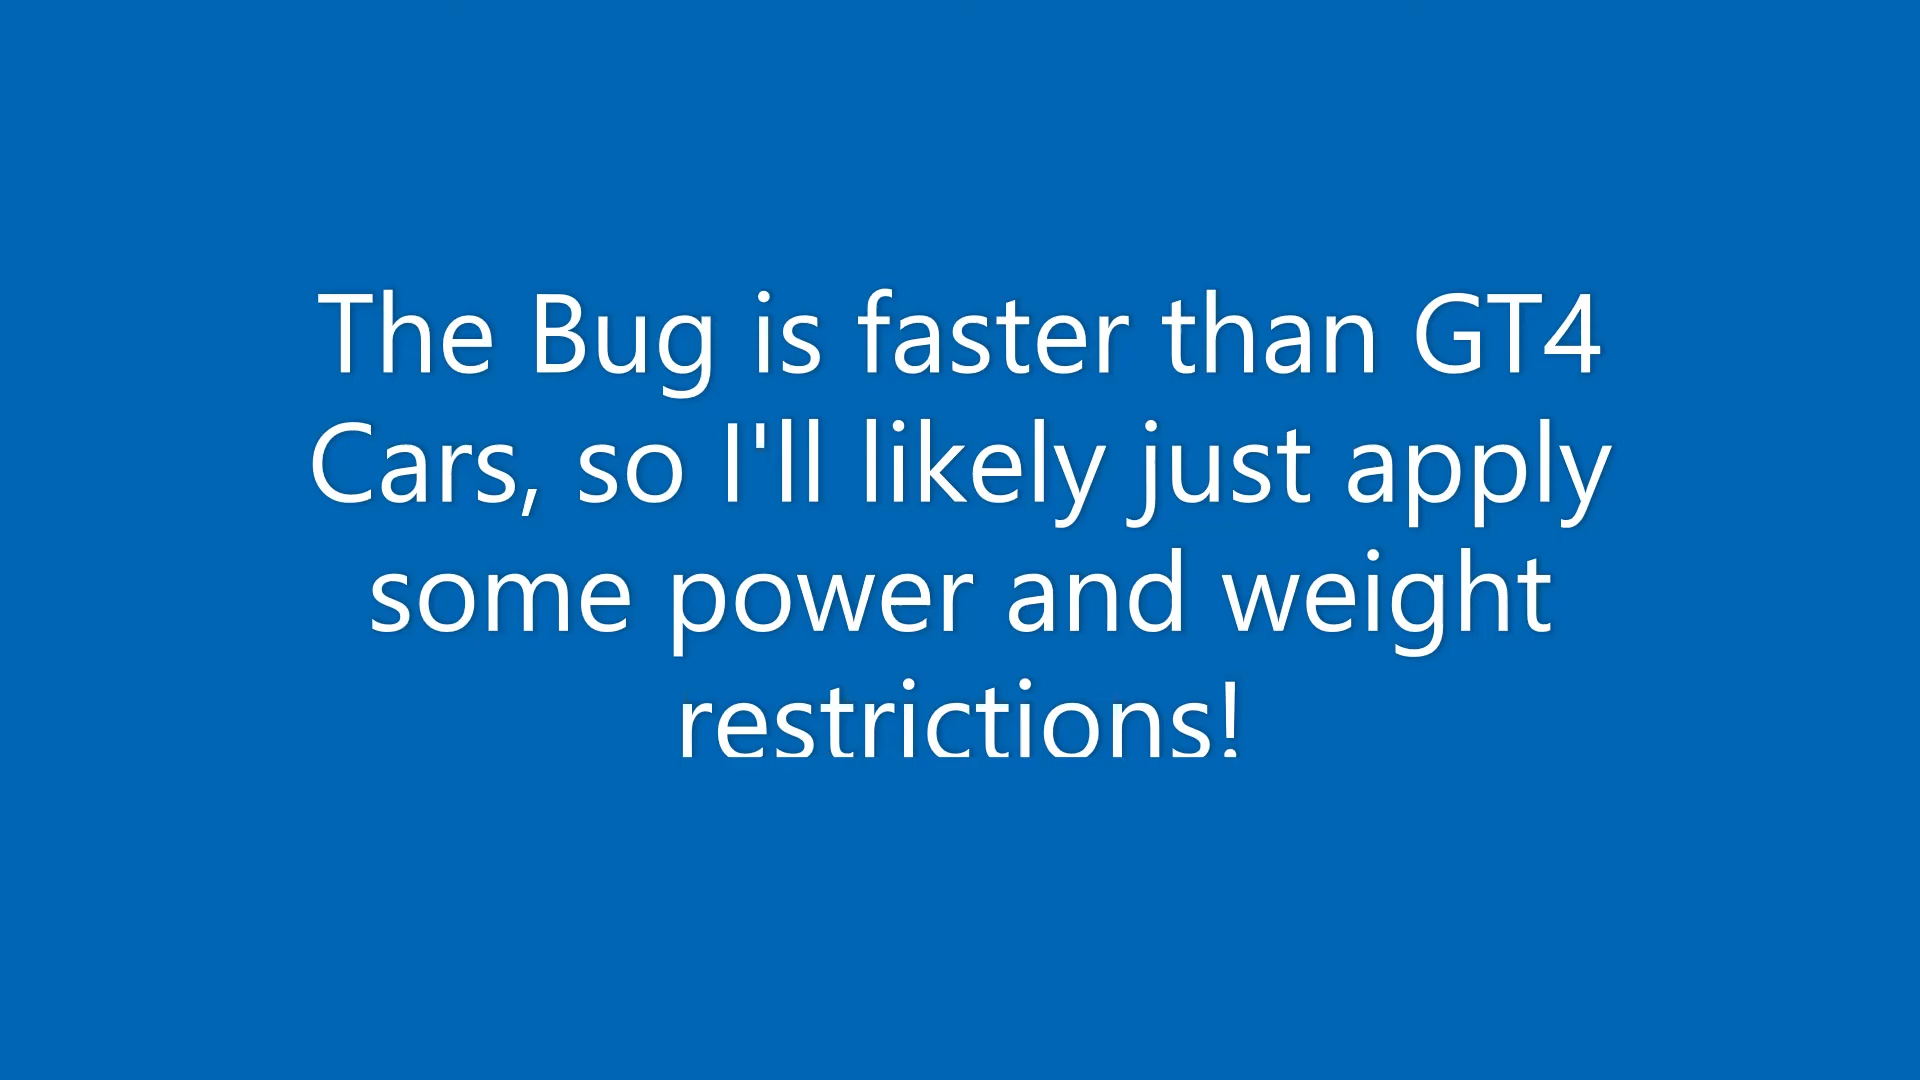 The Bug is faster than GT4
Cars, so I'll likely just apply
some power and weight
restrictions!